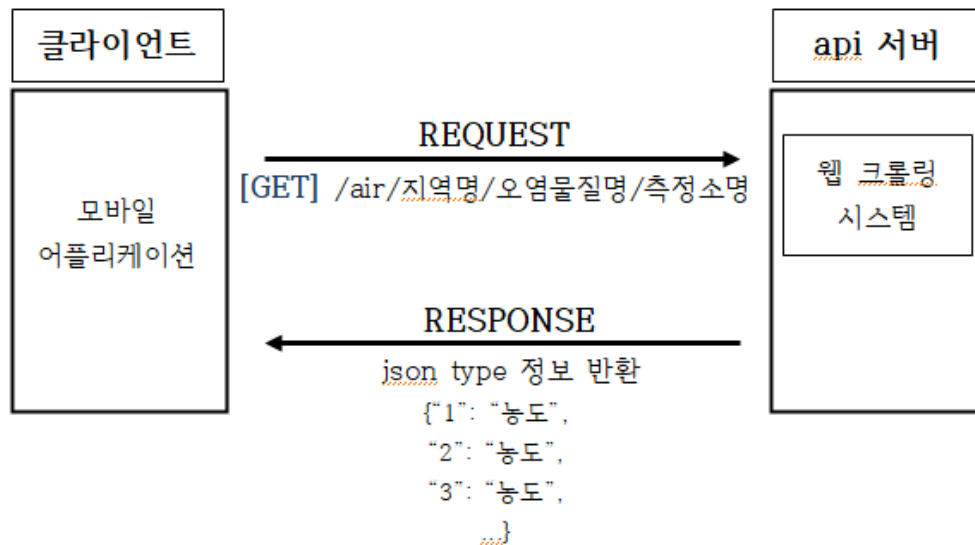 클라이언트
api 서버
모바일
어플리케이션
REQUEST
[GET] /air/지역명/오염물질명/측정소명
웹 크롤링
시스템
RESPONSE
json type 정보 반환
{“1”: “농도”,
“2”: “농도”,
“3”: “농도”,
...}